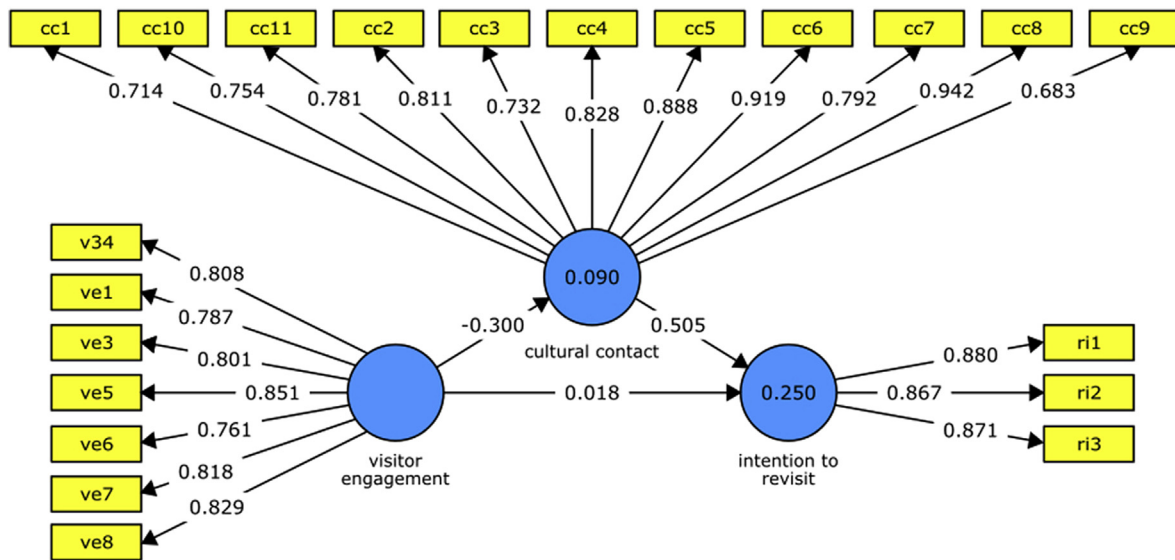 cc1 cc10 cc11 cc2 cc3 cc4 cc5 cc6 cc7 cc8 cc9
0.714 0.754 0.781 0.811 0.732 0.828 0.888 0.919 0.792 0.942 0.683
v34
0.808
ve1
0.787
ve3
0.801
ve5
0.851
ve6
0.761
ve7
0.818
ve8
0.829
visitor
engagement
-0.300
0.090
cultural contact
0.505
0.018
0.250
intention to
revisit
0.880
ri1
0.867
ri2
0.871
ri3